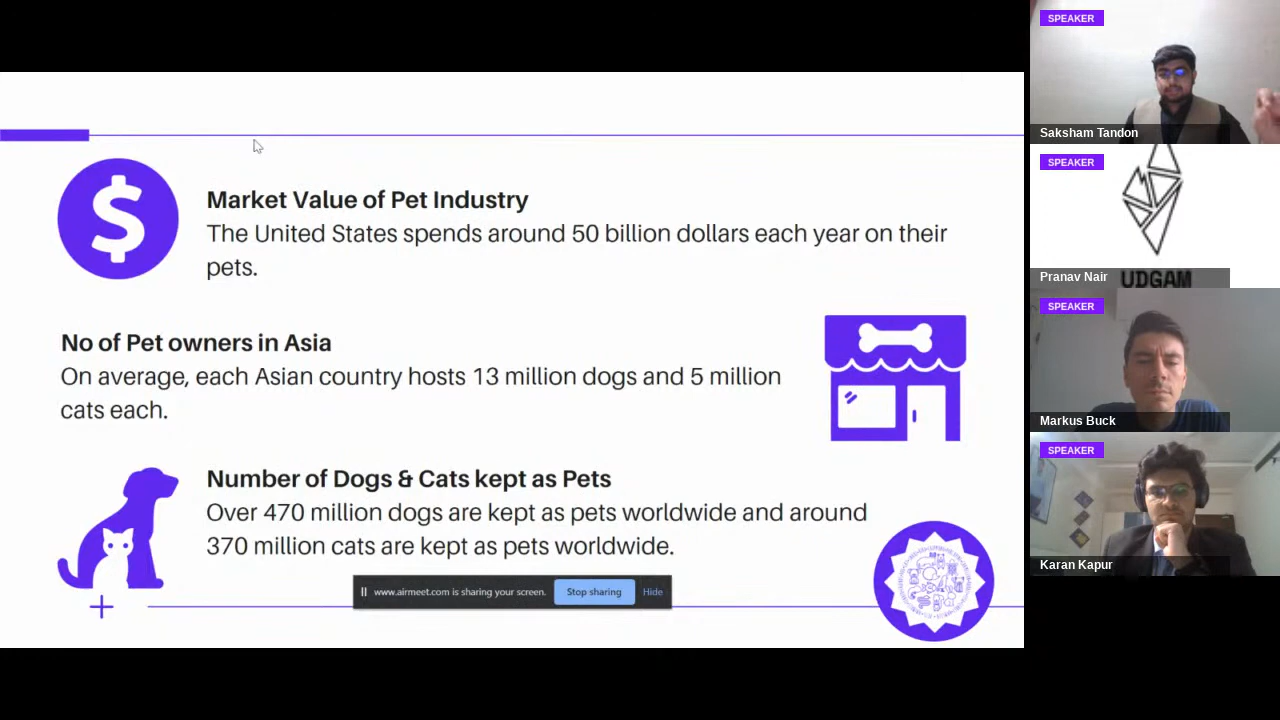 Market Value of Pet Industry
The United States spends around 50 billion dollars each year on their
pets.
No of Pet owners in Asia
On average, each Asian country hosts 13 million dogs and 5 million
cats each.
Number of Dogs & Cats kept as Pets
Over 470 million dogs are kept as pets worldwide and around
370 million cats are kept as pets worldwide.
www.airmeet.com is sharing your screen.
Stop sharing
Hide
SPEAKER
Saksham Tandon
SPEAKER
Pranav Nair
UDGAM
SPEAKER
Markus Buck
SPEAKER
Karan Kapur